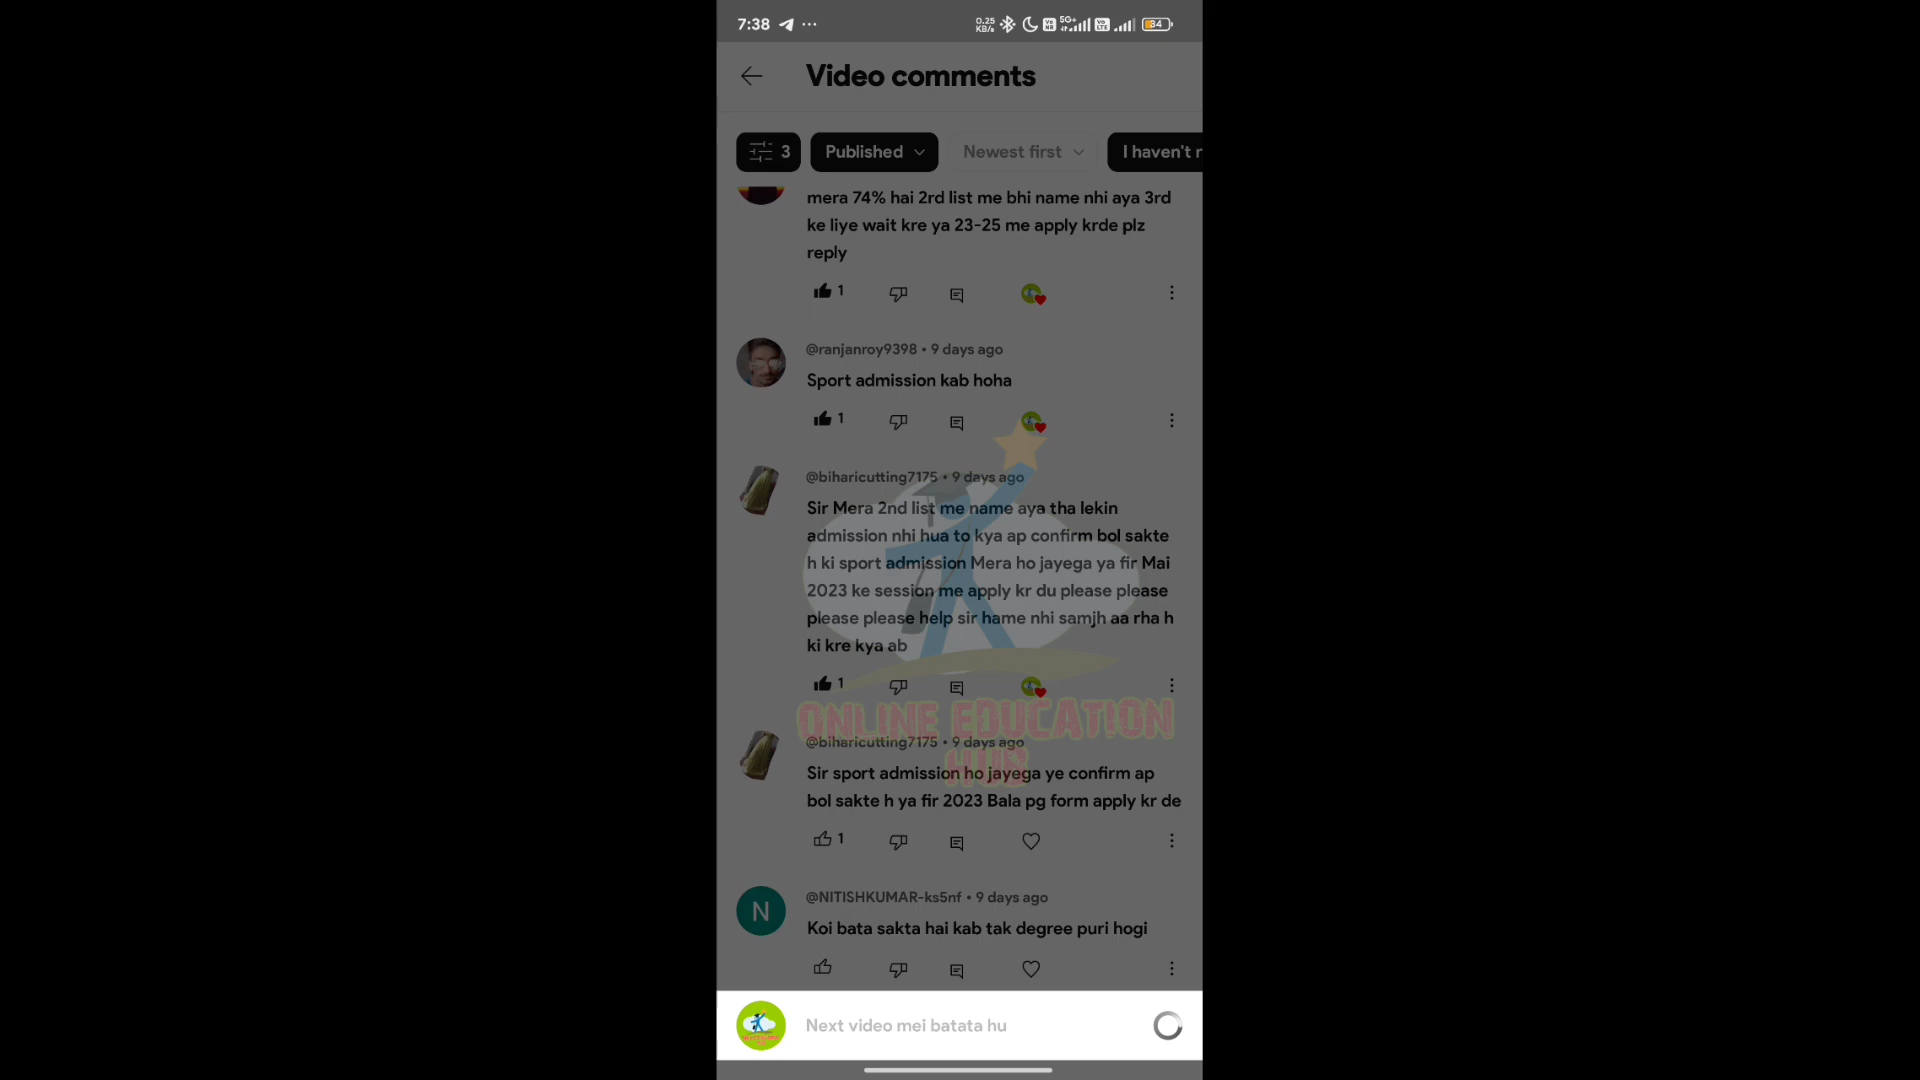 7:38
0.25
KB/s
5G+
34
Video comments
3
Published
Newest first
I haven't r
mera 74% hai 2rd list me bhi name nhi aya 3rd
ke liye wait kre ya 23-25 me apply krde plz
reply
1
@ranjanroy9398 • 9 days ago
Sport admission kab hoha
1
@biharicutting7175 • 9 days ago
Sir Mera 2nd list me name aya tha lekin
admission nhi hua to kya ap confirm bol sakte
h ki sport admission Mera ho jayega ya fir Mai
2023 ke session me apply kr du please please
please please help sir hame nhi samjh aa rha h
ki kre kya ab
1
ONLINE EDUCATION
HUB
@biharicutting7175 • 9 days ago
Sir sport admission ho jayega ye confirm ap
bol sakte h ya fir 2023 Bala pg form apply kr de
1
N
@NITISHKUMAR-ks5nf • 9 days ago
Koi bata sakta hai kab tak degree puri hogi
Next video mei batata hu